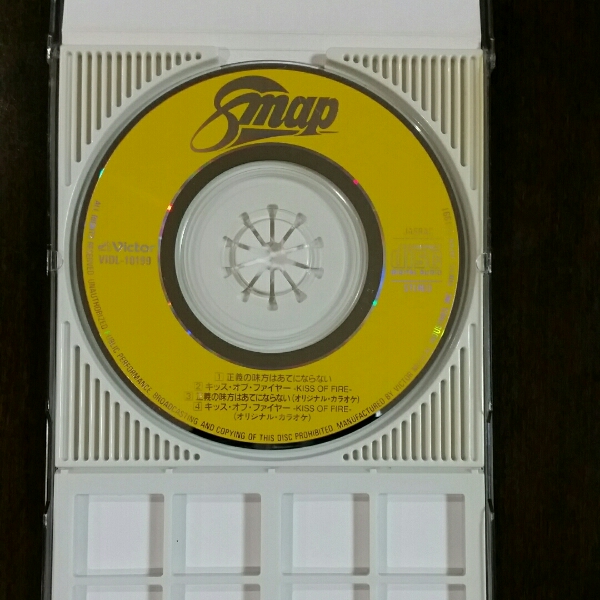 Smap
Victor
VIDL-10199
1 正義の味方はあてにならない
2 キッス・オブ・ファイヤー -KISS OF FIRE-
3 正義の味方はあてにならない(オリジナル・カラオケ)
4 キッス・オブ・ファイヤー -KISS OF FIRE-
(オリジナル・カラオケ)
PUBLIC PERFORMANCE, BROADCASTING AND COPYING OF THIS DISC PROHIBITED. MANUFACTURED BY VICTOR